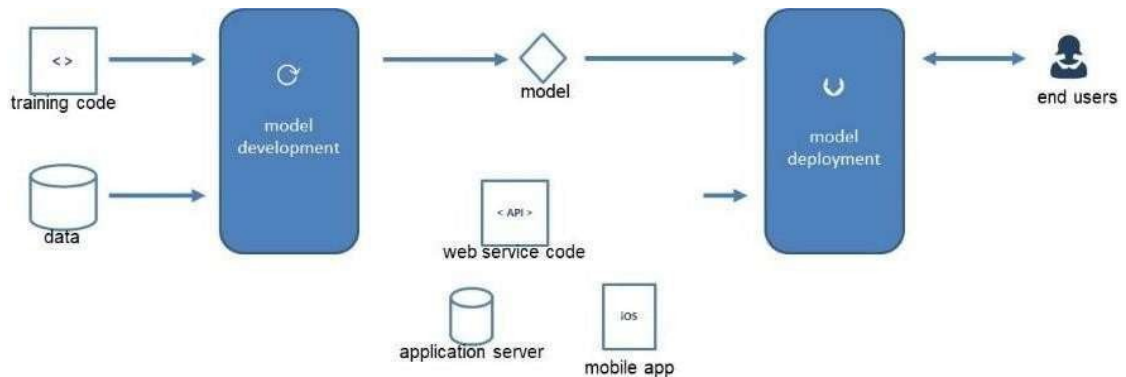 < >
training code
model
development
data
model
< API >
web service code
application server
iOS
mobile app
model
deployment
end users